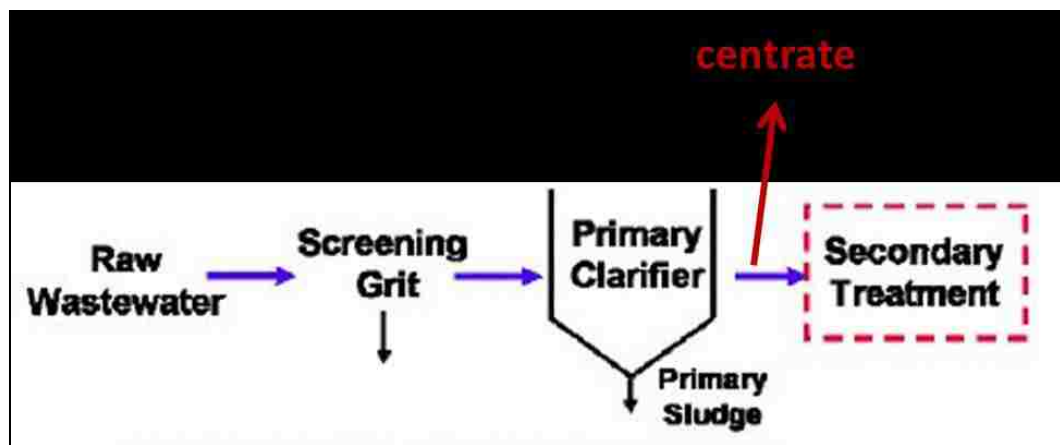 centrate
Raw
Wastewater
Screening
Grit
Primary
Clarifier
Secondary
Treatment
Primary
Sludge